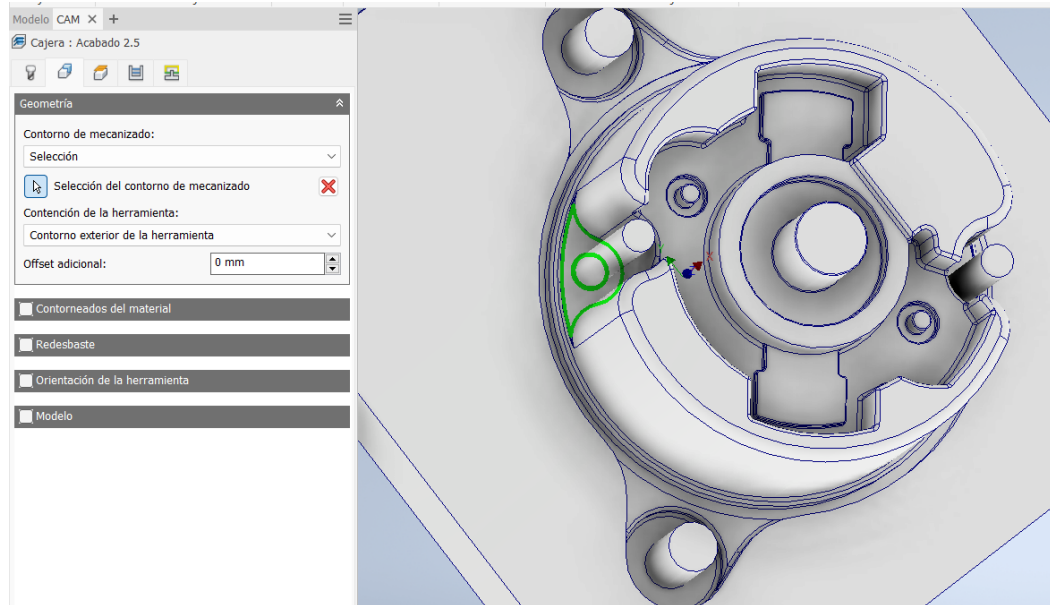 Modelo CAM × +
Cajera : Acabado 2.5
Geometría
Contorno de mecanizado:
Selección
Selección del contorno de mecanizado
Contención de la herramienta:
Contorno exterior de la herramienta
Offset adicional: 0 mm
Contorneados del material
Redesbaste
Orientación de la herramienta
Modelo